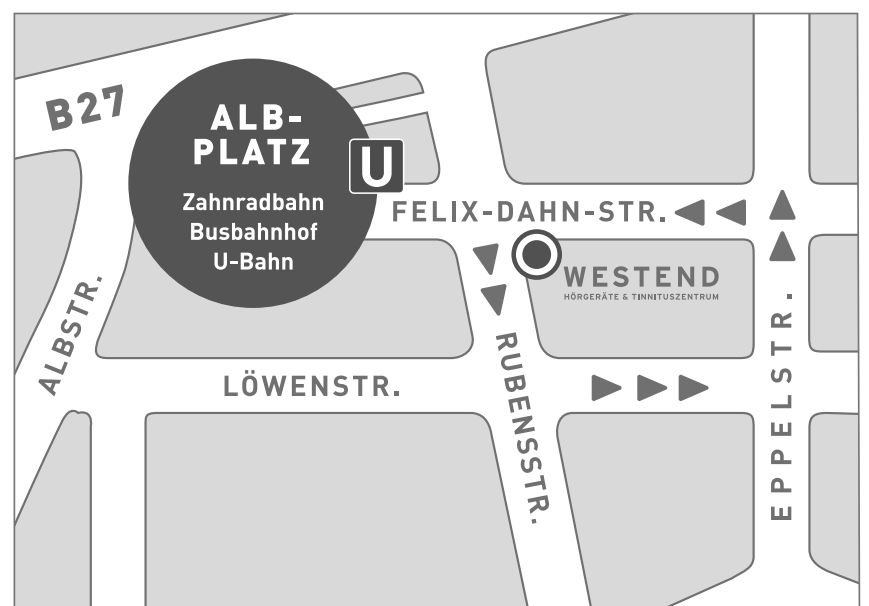 B27
ALB-
PLATZ
Zahnradbahn
Busbahnhof
U-Bahn
U
FELIX-DAHN-STR.
WESTEND
HÖRGERÄTE & TINNITUSZENTRUM
ALBSTR.
LÖWENSTR.
RUBENSSTR.
EPPELSTR.